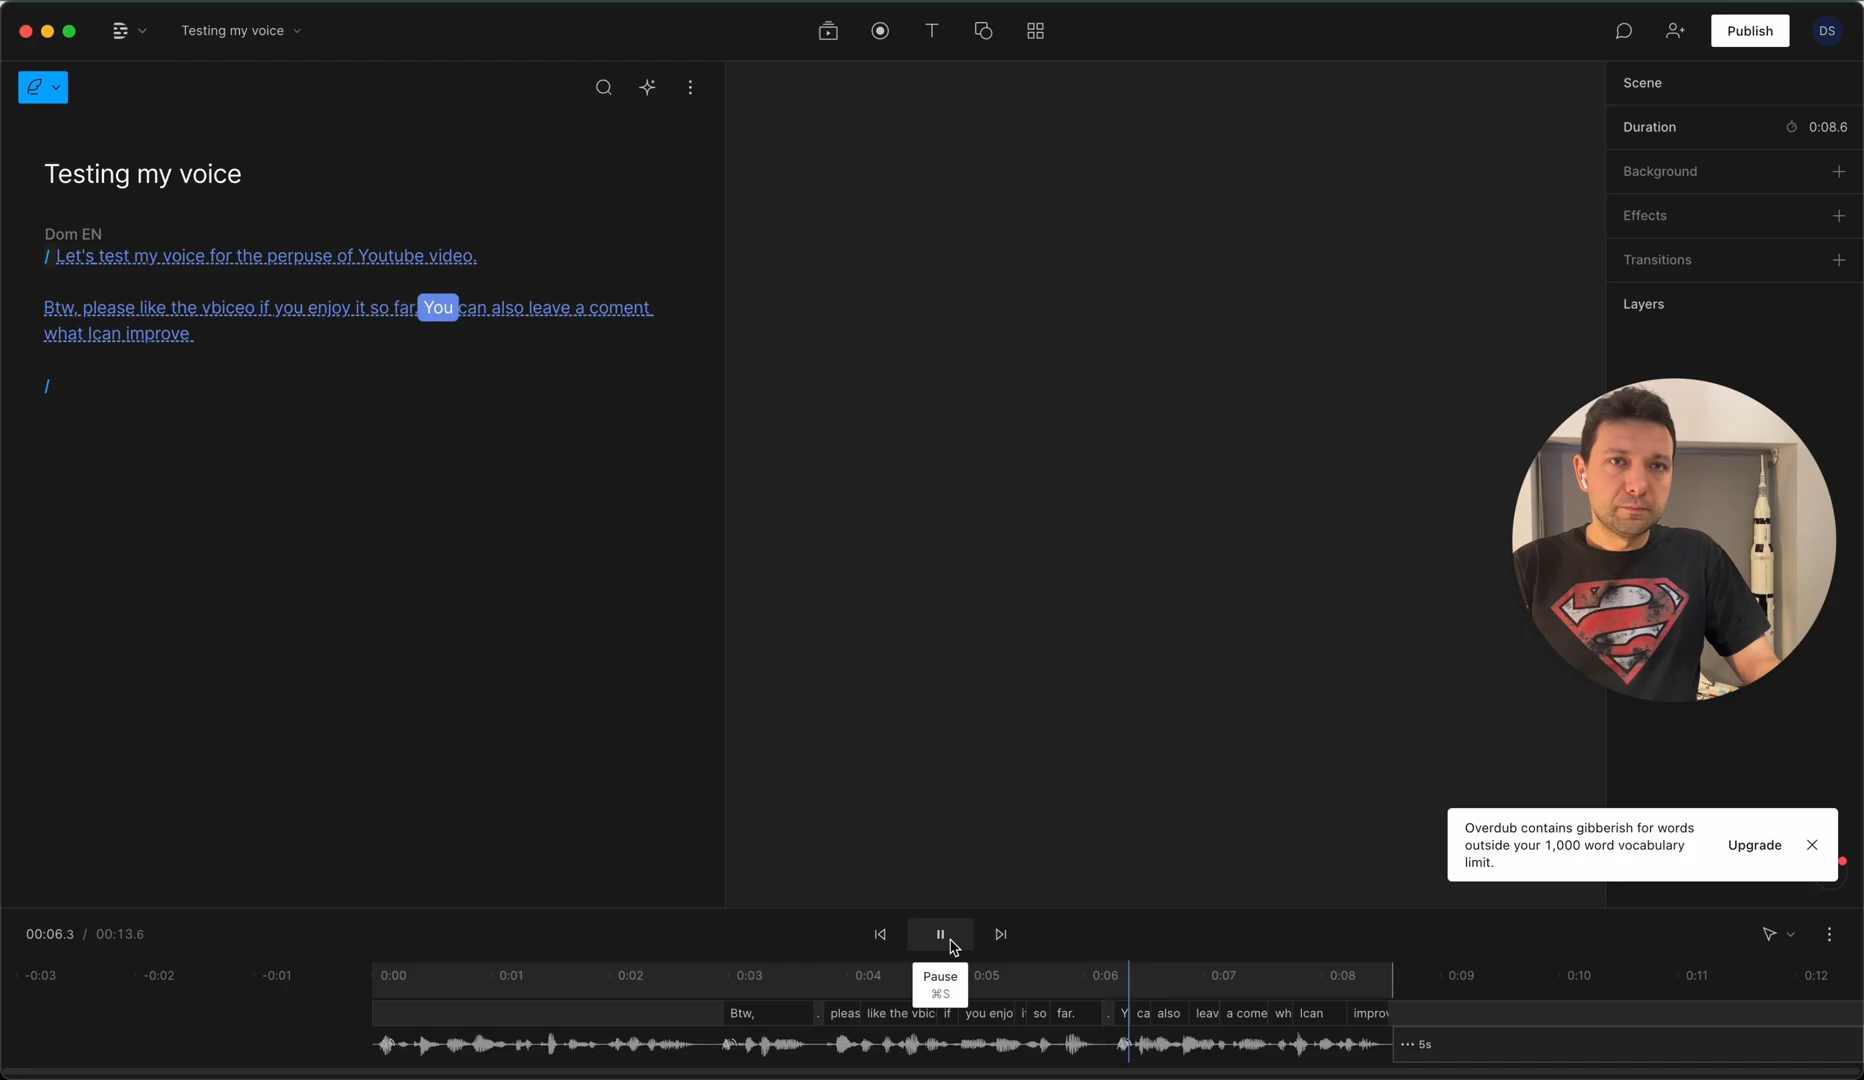 Testing my voice
Publish
DS
Scene
Duration
0:08.6
Background
Effects
Transitions
Layers
Testing my voice
Dom EN
/ Let's test my voice for the perpuse of Youtube video.
Btw, please like the vbiceo if you enjoy it so far. You can also leave a coment
what Ican improve.
/
Overdub contains gibberish for words
outside your 1,000 word vocabulary
limit.
Upgrade
00:06.3 / 00:13.6
-0:03 -0:02 -0:01 0:00 0:01 0:02 0:03 0:04 0:05 0:06 0:07 0:08 0:09 0:10 0:11 0:12
Pause
⌘S
Btw, . pleas like the vbic if you enjo i so far. . Y ca also leav a come wh Ican improv
5s